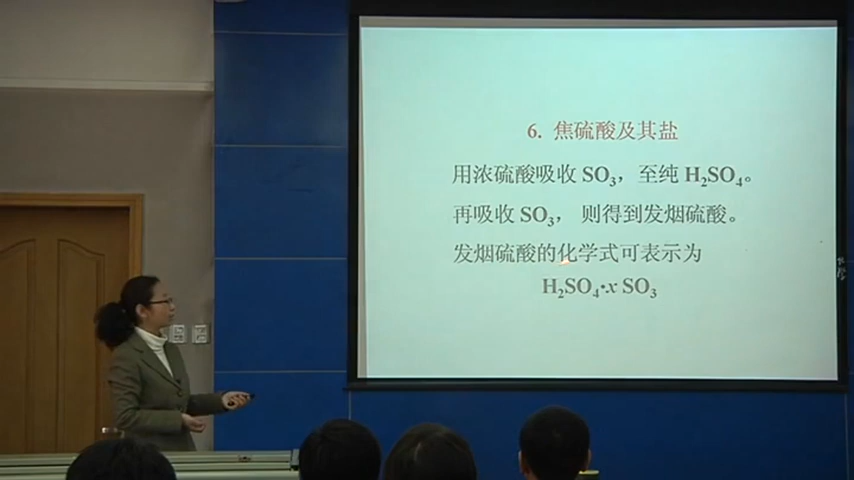 6. 焦硫酸及其盐
用浓硫酸吸收 SO₃，至纯 H₂SO₄。
再吸收 SO₃， 则得到发烟硫酸。
发烟硫酸的化学式可表示为
H₂SO₄·x SO₃